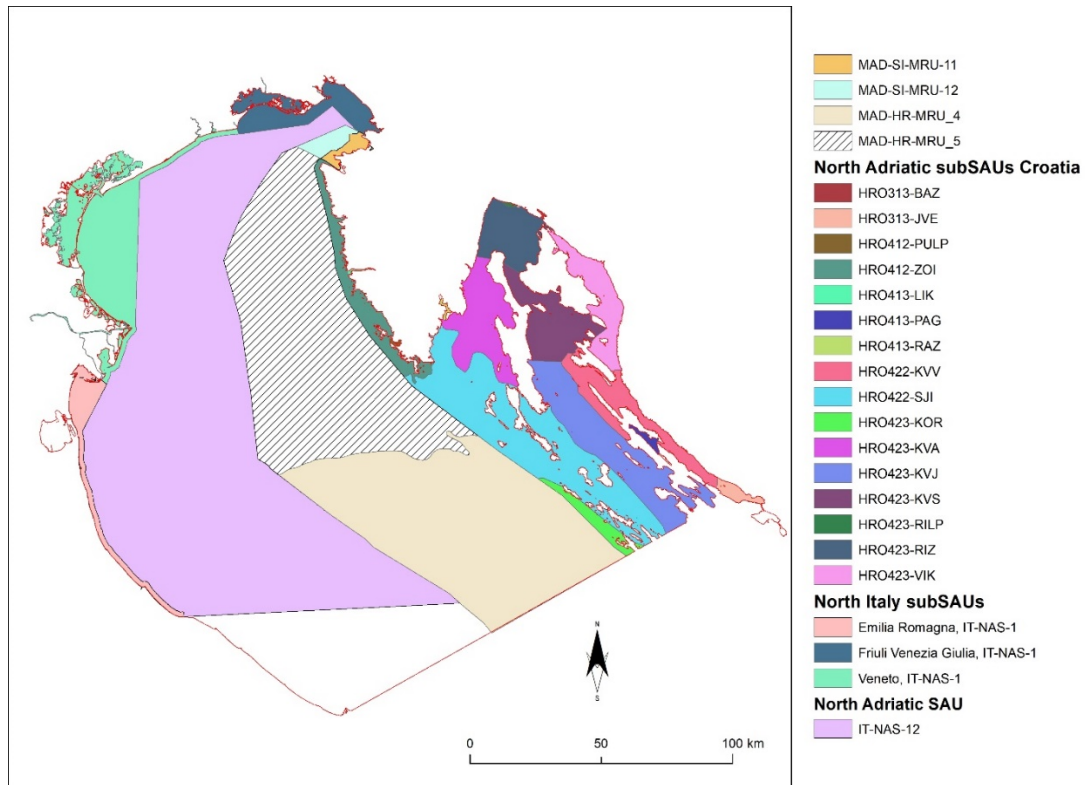 MAD-SI-MRU-11
MAD-SI-MRU-12
MAD-HR-MRU_4
MAD-HR-MRU_5
North Adriatic subSAUs Croatia
HRO313-BAZ
HRO313-JVE
HRO412-PULP
HRO412-ZOI
HRO413-LIK
HRO413-PAG
HRO413-RAZ
HRO422-KVV
HRO422-SJI
HRO423-KOR
HRO423-KVA
HRO423-KVJ
HRO423-KVS
HRO423-RILP
HRO423-RIZ
HRO423-VIK
North Italy subSAUs
Emilia Romagna, IT-NAS-1
Friuli Venezia Giulia, IT-NAS-1
Veneto, IT-NAS-1
North Adriatic SAU
IT-NAS-12
N
S
0 50 100 km